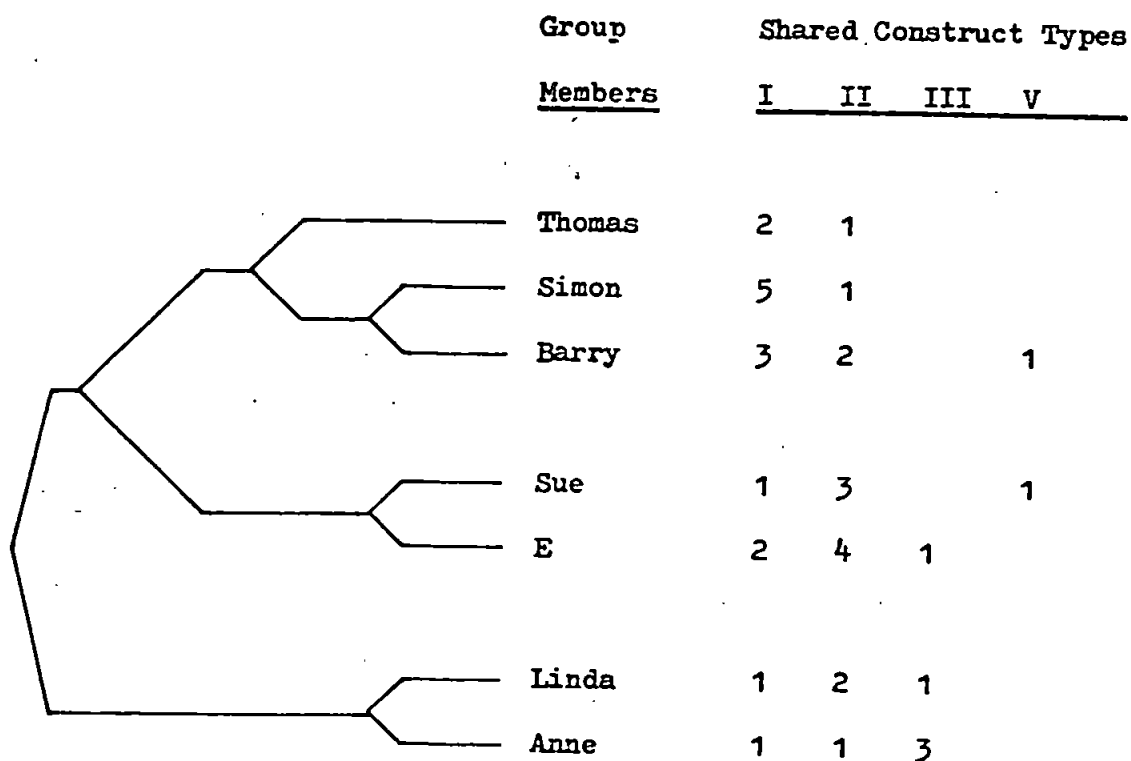 Group Shared Construct Types
Members I II III V
Thomas 2 1
Simon 5 1
Barry 3 2 1
Sue 1 3 1
E 2 4 1
Linda 1 2 1
Anne 1 1 3